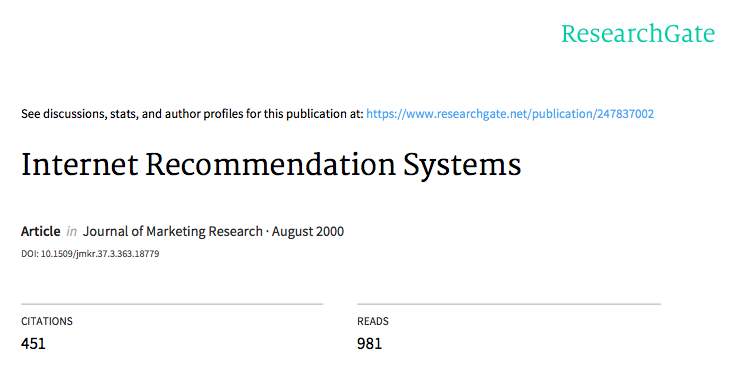 ResearchGate
See discussions, stats, and author profiles for this publication at: https://www.researchgate.net/publication/247837002
Internet Recommendation Systems
Article in Journal of Marketing Research · August 2000
DOI: 10.1509/jmkr.37.3.363.18779
CITATIONS
451
READS
981